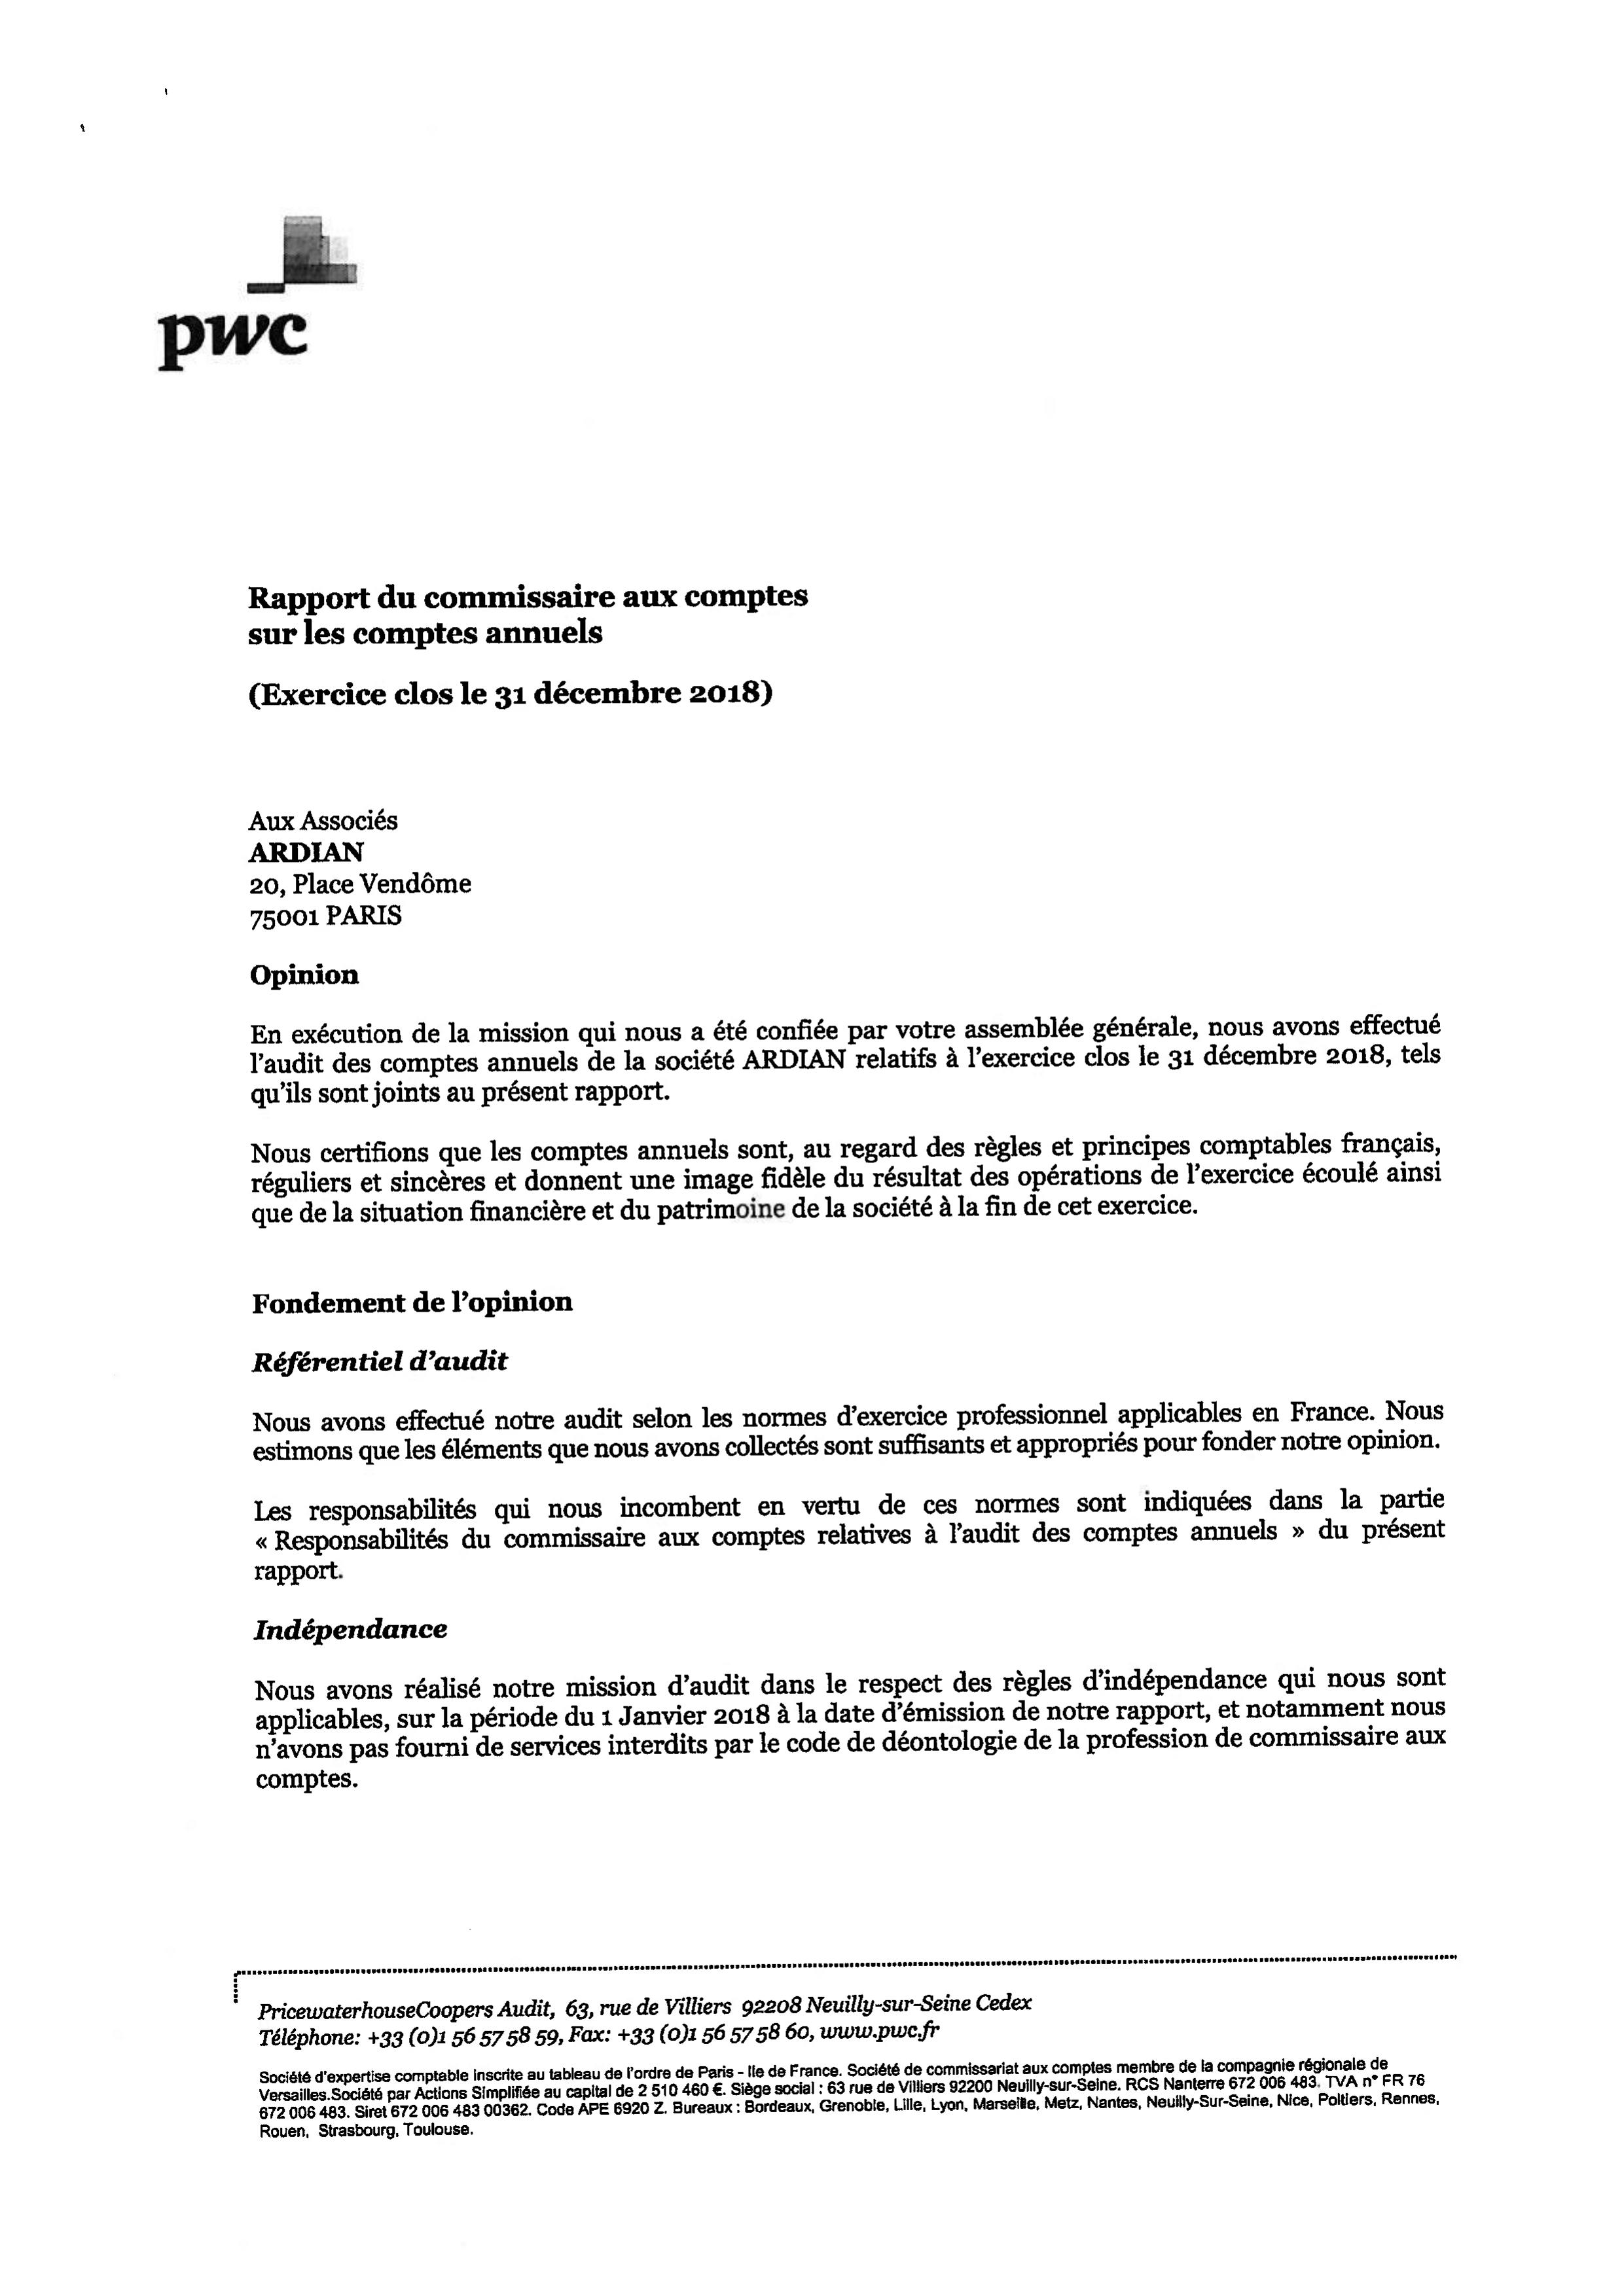 pwc
Rapport du commissaire aux comptes
sur les comptes annuels
(Exercice clos le 31 décembre 2018)
Aux Associés
ARDIAN
20, Place Vendôme
75001 PARIS
Opinion
En exécution de la mission qui nous a été confiée par votre assemblée générale, nous avons effectué
l'audit des comptes annuels de la société ARDIAN relatifs à l'exercice clos le 31 décembre 2018, tels
qu'ils sont joints au présent rapport.
Nous certifions que les comptes annuels sont, au regard des règles et principes comptables français,
réguliers et sincères et donnent une image fidèle du résultat des opérations de l'exercice écoulé ainsi
que de la situation financière et du patrimoine de la société à la fin de cet exercice.
Fondement de l'opinion
Référentiel d'audit
Nous avons effectué notre audit selon les normes d'exercice professionnel applicables en France. Nous
estimons que les éléments que nous avons collectés sont suffisants et appropriés pour fonder notre opinion.
Les responsabilités qui nous incombent en vertu de ces normes sont indiquées dans la partie
« Responsabilités du commissaire aux comptes relatives à l'audit des comptes annuels » du présent
rapport.
Indépendance
Nous avons réalisé notre mission d'audit dans le respect des règles d'indépendance qui nous sont
applicables, sur la période du 1 Janvier 2018 à la date d'émission de notre rapport, et notamment nous
n'avons pas fourni de services interdits par le code de déontologie de la profession de commissaire aux
comptes.
PricewaterhouseCoopers Audit, 63, rue de Villiers 92208 Neuilly-sur-Seine Cedex
Téléphone: +33 (0)1 56 57 58 59, Fax: +33 (0)1 56 57 58 60, www.pwc.fr
Société d'expertise comptable inscrite au tableau de l'ordre de Paris - Ile de France. Société de commissariat aux comptes membre de la compagnie régionale de
Versailles.Société par Actions Simplifiée au capital de 2 510 460 €. Siège social : 63 rue de Villiers 92200 Neuilly-sur-Seine. RCS Nanterre 672 006 483. TVA n° FR 76
672 006 483. Siret 672 006 483 00362. Code APE 6920 Z. Bureaux : Bordeaux, Grenoble, Lille, Lyon, Marseille, Metz, Nantes, Neuilly-Sur-Seine, Nice, Poitiers, Rennes,
Rouen, Strasbourg, Toulouse.